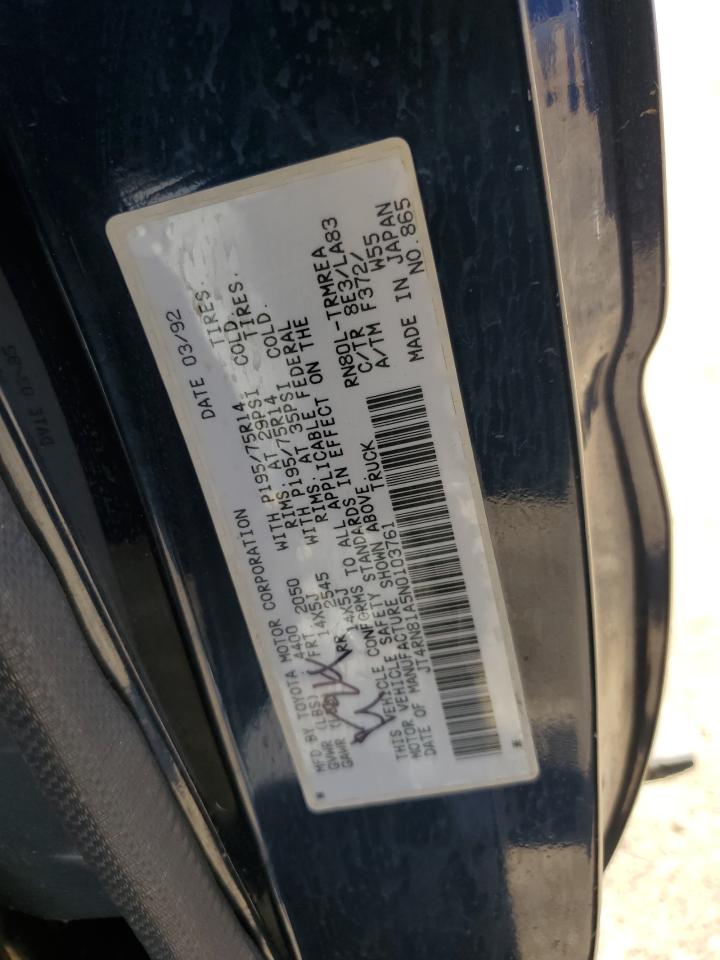 MFD. BY TOYOTA MOTOR CORPORATION DATE 03/92
GVWR (LBS) 4400
GAWR FRT 2050 WITH P195/75R14 TIRES.
14X5J RIMS. AT 29PSI COLD.
RR 2545 WITH P195/75R14 TIRES.
14X5J RIMS. AT 35PSI COLD.
THIS VEHICLE CONFORMS TO ALL APPLICABLE FEDERAL
MOTOR VEHICLE SAFETY STANDARDS IN EFFECT ON THE
DATE OF MANUFACTURE SHOWN ABOVE.
JT4RN81A5N0103761 TRUCK
RN80L-TRMREA
C/TR 8E3/LA83
A/TM F372/W55
MADE IN JAPAN
NO.865